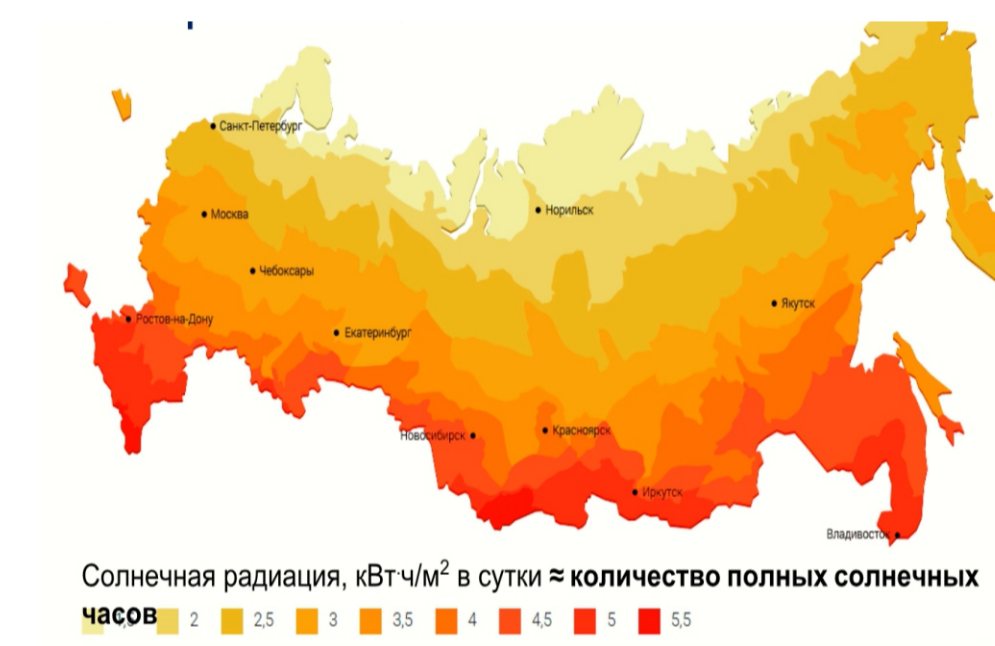 Санкт-Петербург
Норильск
Москва
Чебоксары
Якутск
Ростов-на-Дону
Екатеринбург
Новосибирск
Красноярск
Иркутск
Владивосток
Солнечная радиация, кВт·ч/м² в сутки ≈ количество полных солнечных
часов
2 2,5 3 3,5 4 4,5 5 5,5